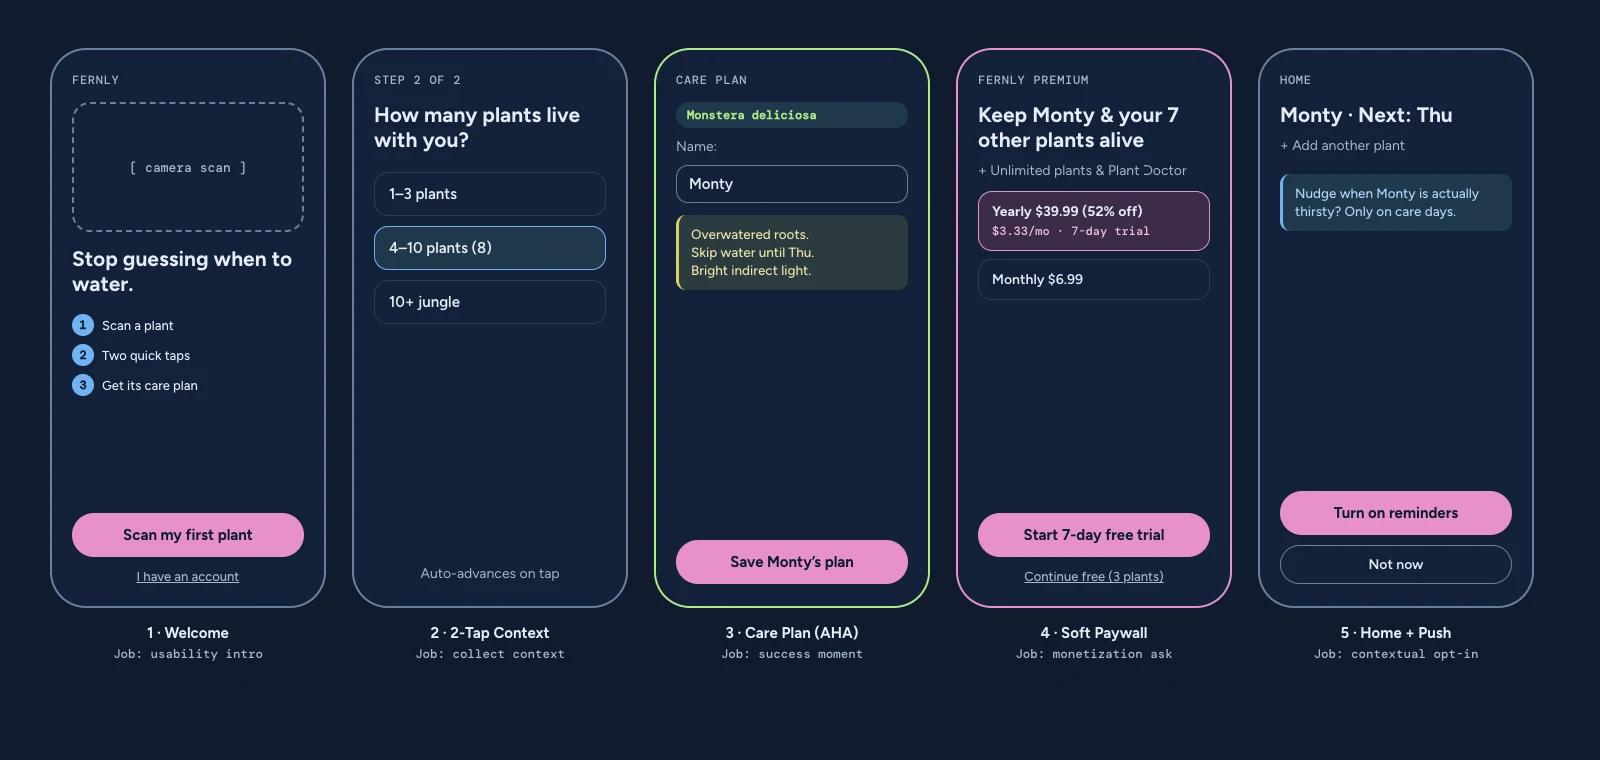 FERNLY
[ camera scan ]
Stop guessing when to
water.
1 Scan a plant
2 Two quick taps
3 Get its care plan
Scan my first plant
I have an account
1 · Welcome
Job: usability intro
STEP 2 OF 2
How many plants live
with you?
1–3 plants
4–10 plants (8)
10+ jungle
Auto-advances on tap
2 · 2-Tap Context
Job: collect context
CARE PLAN
Monstera deliciosa
Name:
Monty
Overwatered roots.
Skip water until Thu.
Bright indirect light.
Save Monty’s plan
3 · Care Plan (AHA)
Job: success moment
FERNLY PREMIUM
Keep Monty & your 7
other plants alive
+ Unlimited plants & Plant Doctor
Yearly $39.99 (52% off)
$3.33/mo · 7-day trial
Monthly $6.99
Start 7-day free trial
Continue free (3 plants)
4 · Soft Paywall
Job: monetization ask
HOME
Monty · Next: Thu
+ Add another plant
Nudge when Monty is actually
thirsty? Only on care days.
Turn on reminders
Not now
5 · Home + Push
Job: contextual opt-in